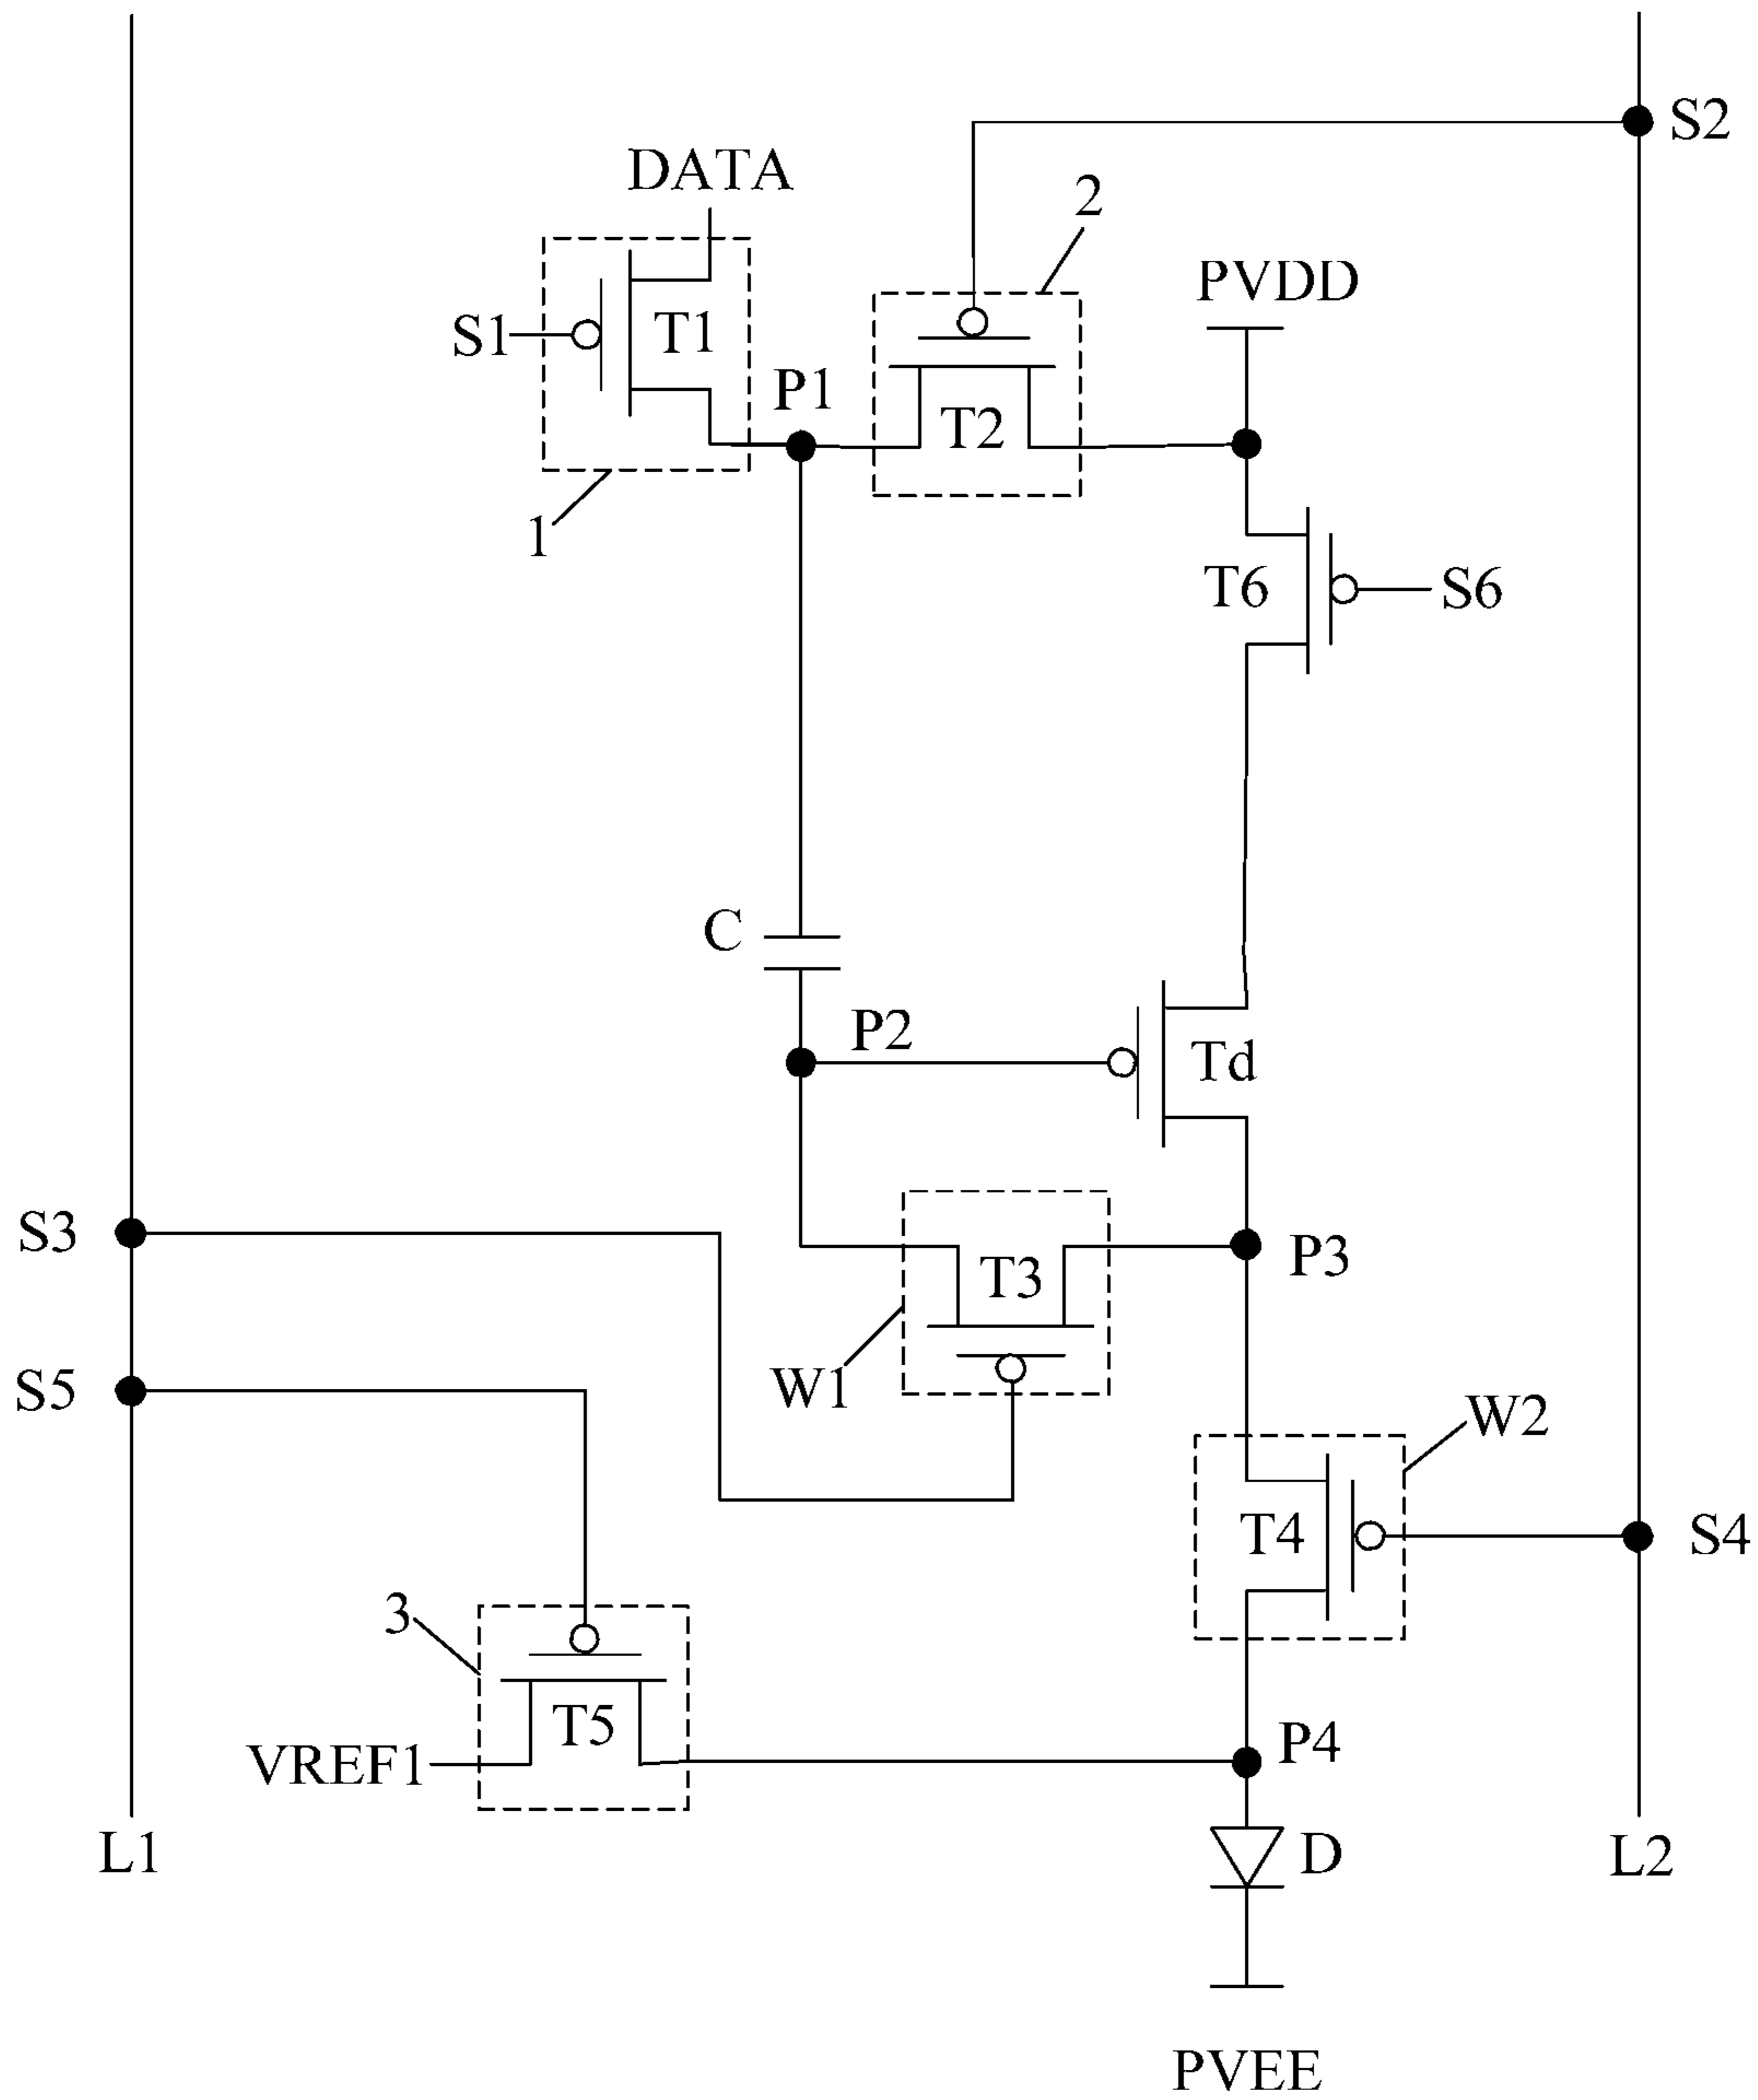 S2
DATA
2
PVDD
S1
T1
P1
T2
1
T6
S6
C
P2
Td
S3
T3
P3
W1
S5
W2
T4
S4
3
T5
VREF1
P4
L1
D
L2
PVEE